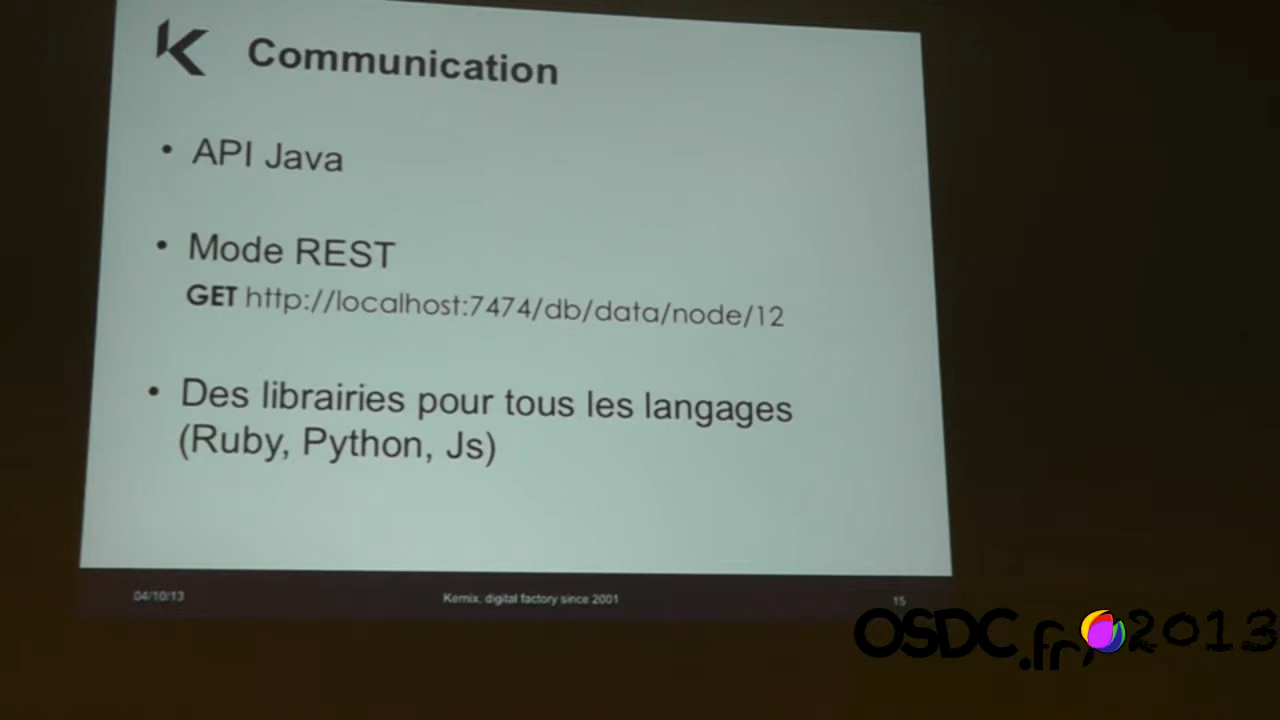 Communication
• API Java
• Mode REST
GET http://localhost:7474/db/data/node/12
• Des librairies pour tous les langages
(Ruby, Python, Js)
04/10/13
Kernix, digital factory since 2001
15
OSDC.fr 2013